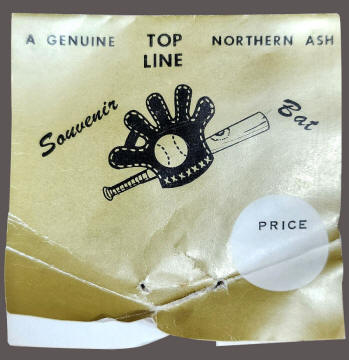 A GENUINE TOP LINE NORTHERN ASH
Souvenir Bat
PRICE